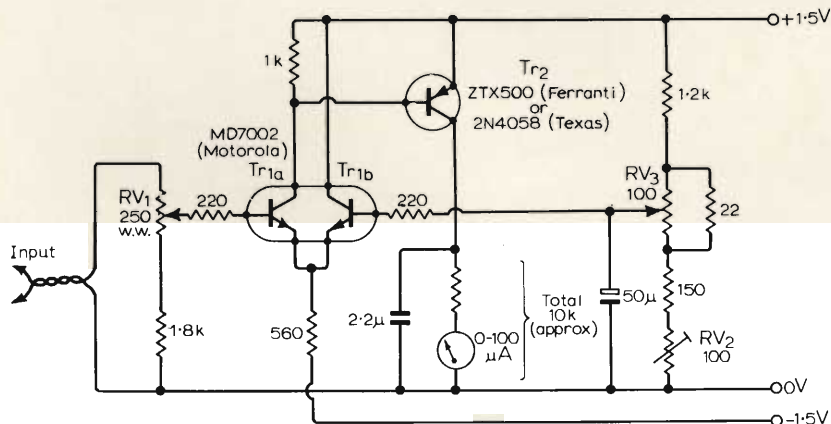 +1.5V
1k
Tr2
ZTX500 (Ferranti)
or
2N4058 (Texas)
1·2k
MD7002
(Motorola)
Tr1a
Tr1b
RV1
250
w.w.
220
220
RV3
100
22
Input
1·8k
560
2·2μ
0-100
μA
Total
10k
(approx)
50μ
150
RV2
100
0V
-1.5V